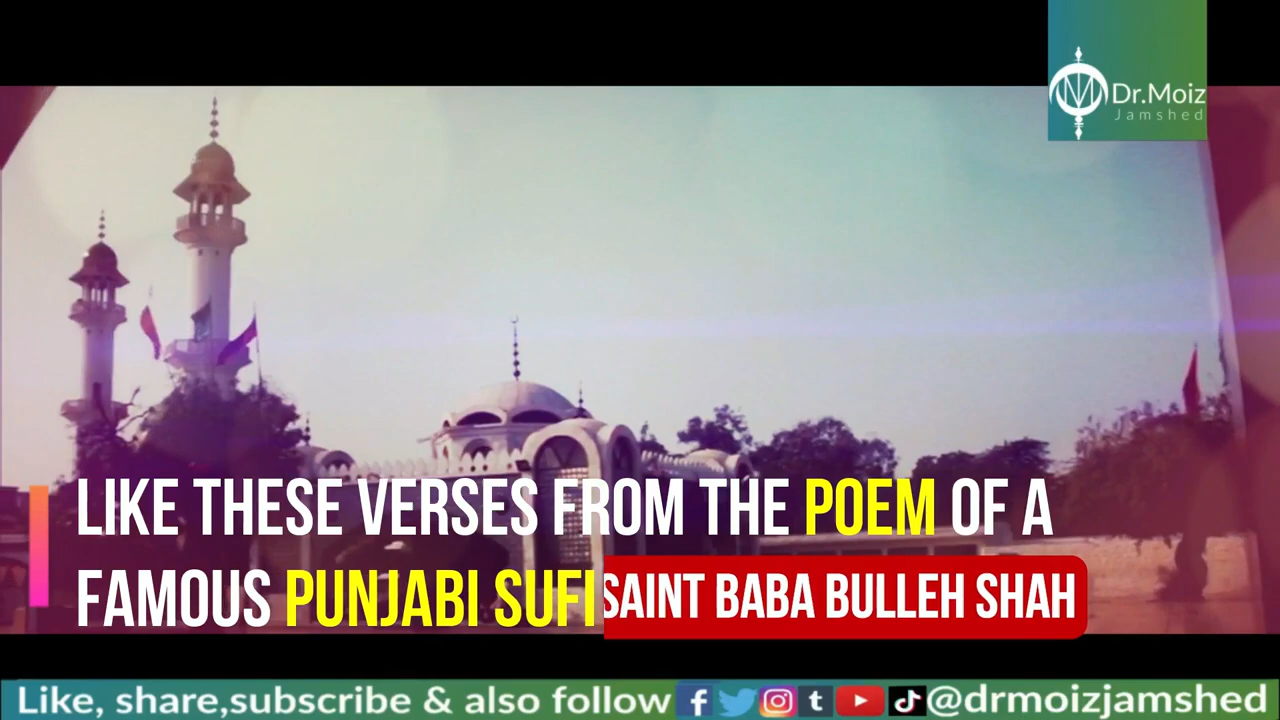 Dr.Moiz
Jamshed
LIKE THESE VERSES FROM THE POEM OF A
FAMOUS PUNJABI SUFI SAINT BABA BULLEH SHAH
Like, share,subscribe & also follow @drmoizjamshed